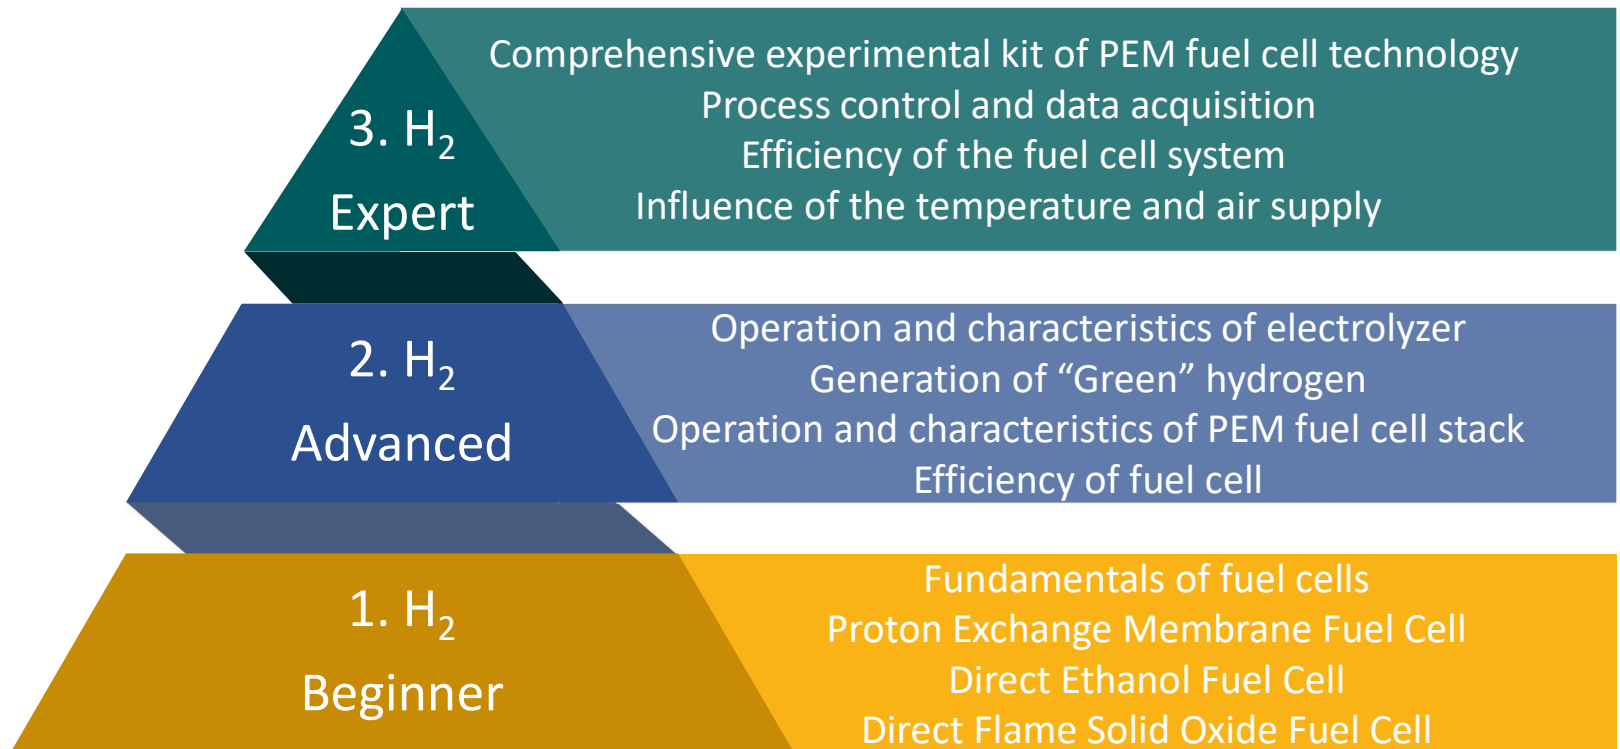 3. H₂
Expert
Comprehensive experimental kit of PEM fuel cell technology
Process control and data acquisition
Efficiency of the fuel cell system
Influence of the temperature and air supply
2. H₂
Advanced
Operation and characteristics of electrolyzer
Generation of “Green” hydrogen
Operation and characteristics of PEM fuel cell stack
Efficiency of fuel cell
1. H₂
Beginner
Fundamentals of fuel cells
Proton Exchange Membrane Fuel Cell
Direct Ethanol Fuel Cell
Direct Flame Solid Oxide Fuel Cell